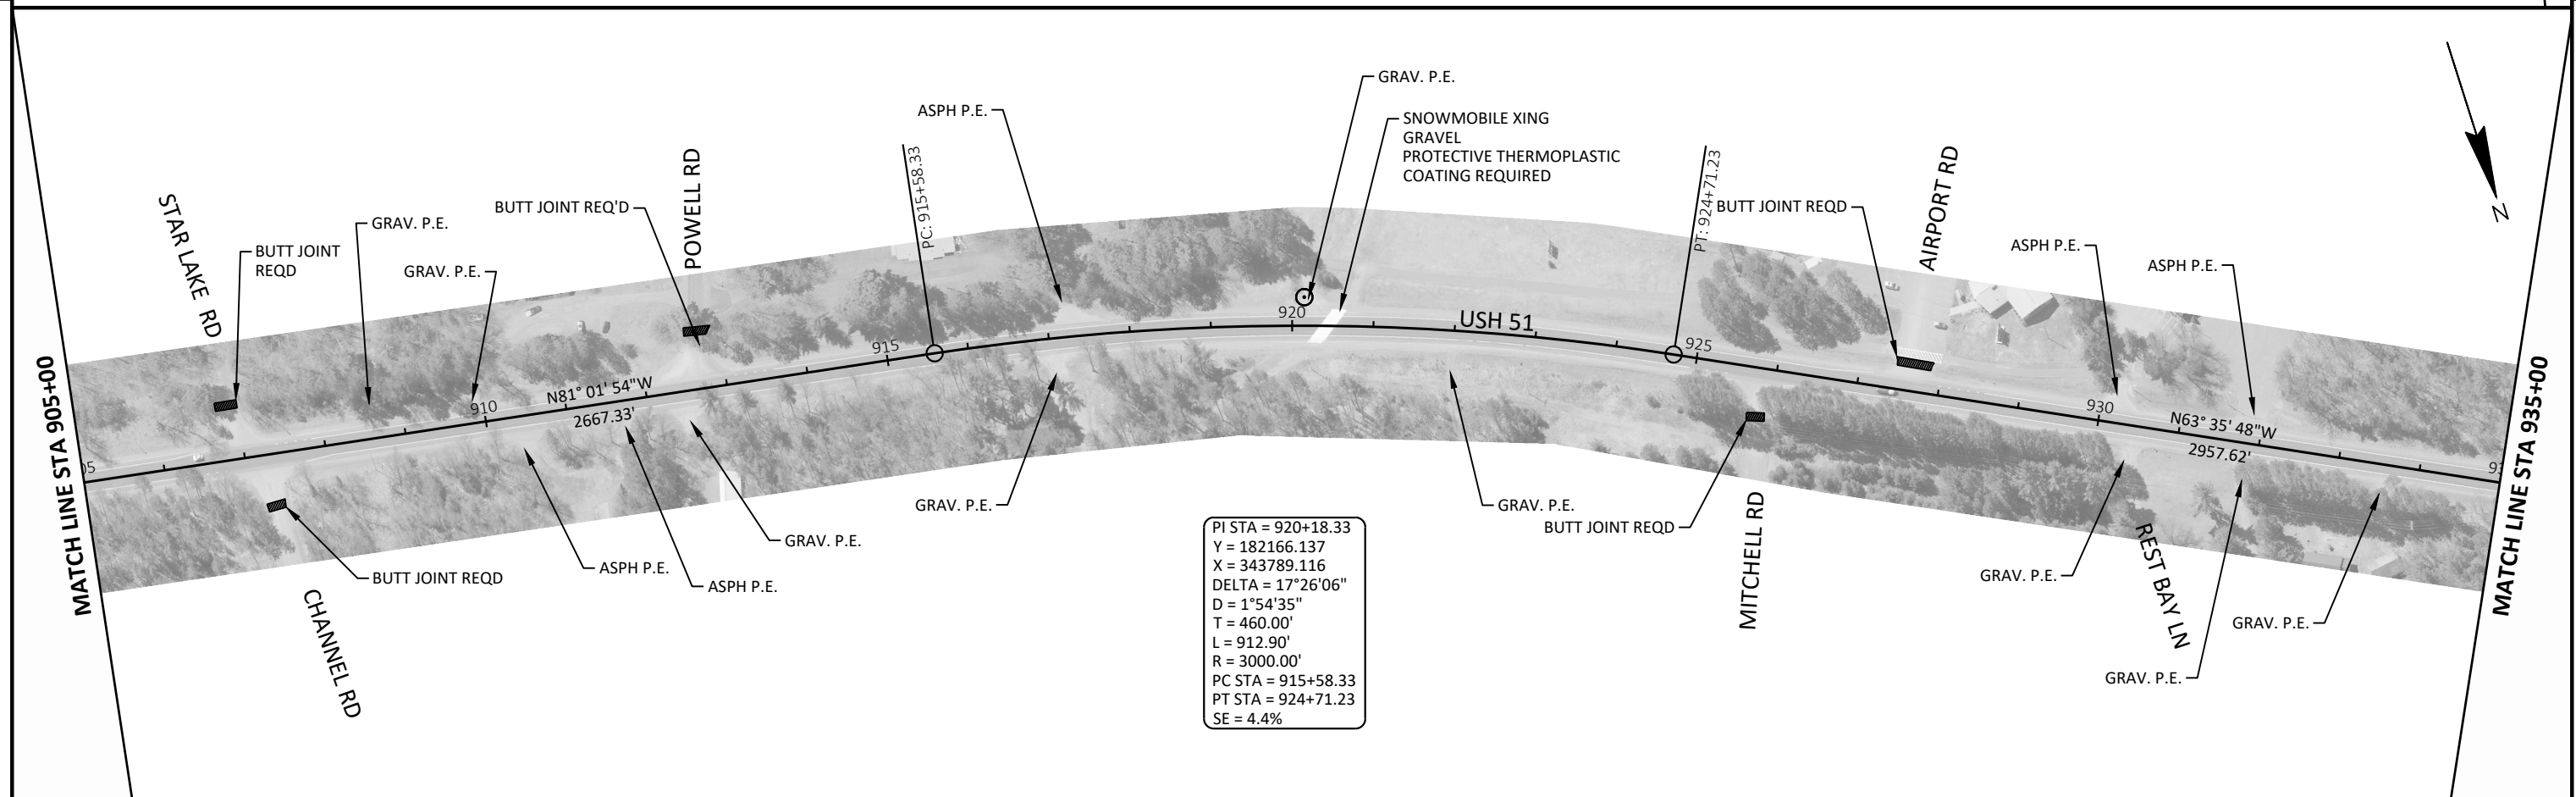 GRAV. P.E.
ASPH P.E.
SNOWMOBILE XING
GRAVEL
PROTECTIVE THERMOPLASTIC
COATING REQUIRED
STAR LAKE RD
BUTT JOINT
REQD
GRAV. P.E.
GRAV. P.E.
BUTT JOINT REQ'D
POWELL RD
PC: 915+58.33
PT: 924+71.23
BUTT JOINT REQD
AIRPORT RD
ASPH P.E.
ASPH P.E.
N
MATCH LINE STA 905+00
910
N81° 01' 54"W
2667.33'
915
920
USH 51
925
930
N63° 35' 48"W
2957.62'
MATCH LINE STA 935+00
CHANNEL RD
BUTT JOINT REQD
ASPH P.E.
ASPH P.E.
GRAV. P.E.
GRAV. P.E.
GRAV. P.E.
BUTT JOINT REQD
MITCHELL RD
GRAV. P.E.
REST BAY LN
GRAV. P.E.
GRAV. P.E.
PI STA = 920+18.33
Y = 182166.137
X = 343789.116
DELTA = 17°26'06"
D = 1°54'35"
T = 460.00'
L = 912.90'
R = 3000.00'
PC STA = 915+58.33
PT STA = 924+71.23
SE = 4.4%